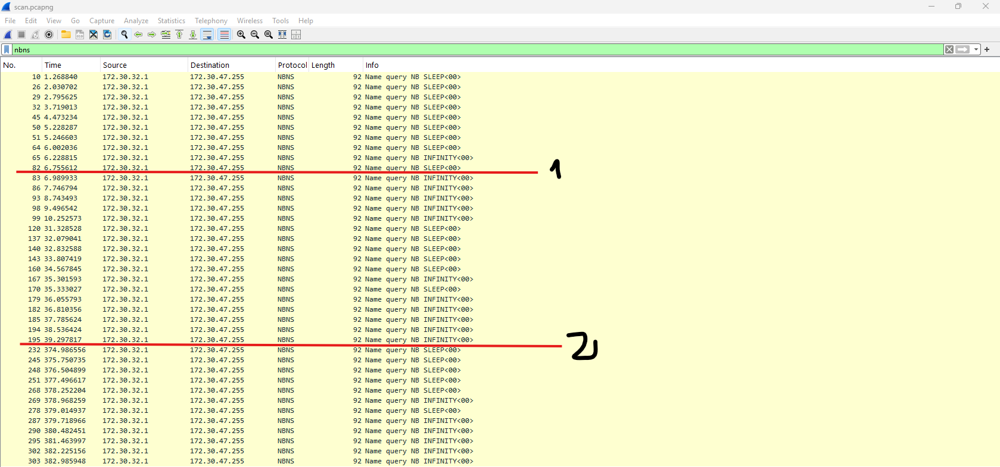 scan.pcapng
File Edit View Go Capture Analyze Statistics Telephony Wireless Tools Help
nbns
No. Time Source Destination Protocol Length Info
10 1.268840 172.30.32.1 172.30.47.255 NBNS 92 Name query NB SLEEP<00>
26 2.030702 172.30.32.1 172.30.47.255 NBNS 92 Name query NB SLEEP<00>
29 2.795625 172.30.32.1 172.30.47.255 NBNS 92 Name query NB SLEEP<00>
32 3.719013 172.30.32.1 172.30.47.255 NBNS 92 Name query NB SLEEP<00>
45 4.473234 172.30.32.1 172.30.47.255 NBNS 92 Name query NB SLEEP<00>
50 5.228287 172.30.32.1 172.30.47.255 NBNS 92 Name query NB SLEEP<00>
51 5.246603 172.30.32.1 172.30.47.255 NBNS 92 Name query NB SLEEP<00>
64 6.002036 172.30.32.1 172.30.47.255 NBNS 92 Name query NB SLEEP<00>
65 6.228815 172.30.32.1 172.30.47.255 NBNS 92 Name query NB INFINITY<00>
82 6.755612 172.30.32.1 172.30.47.255 NBNS 92 Name query NB SLEEP<00>
1
83 6.989933 172.30.32.1 172.30.47.255 NBNS 92 Name query NB INFINITY<00>
86 7.746794 172.30.32.1 172.30.47.255 NBNS 92 Name query NB INFINITY<00>
93 8.743493 172.30.32.1 172.30.47.255 NBNS 92 Name query NB INFINITY<00>
98 9.496542 172.30.32.1 172.30.47.255 NBNS 92 Name query NB INFINITY<00>
99 10.252573 172.30.32.1 172.30.47.255 NBNS 92 Name query NB INFINITY<00>
120 31.328528 172.30.32.1 172.30.47.255 NBNS 92 Name query NB SLEEP<00>
137 32.079041 172.30.32.1 172.30.47.255 NBNS 92 Name query NB SLEEP<00>
140 32.832588 172.30.32.1 172.30.47.255 NBNS 92 Name query NB SLEEP<00>
143 33.807419 172.30.32.1 172.30.47.255 NBNS 92 Name query NB SLEEP<00>
160 34.567845 172.30.32.1 172.30.47.255 NBNS 92 Name query NB SLEEP<00>
167 35.301593 172.30.32.1 172.30.47.255 NBNS 92 Name query NB INFINITY<00>
170 35.333027 172.30.32.1 172.30.47.255 NBNS 92 Name query NB SLEEP<00>
179 36.055793 172.30.32.1 172.30.47.255 NBNS 92 Name query NB INFINITY<00>
182 36.810356 172.30.32.1 172.30.47.255 NBNS 92 Name query NB INFINITY<00>
185 37.785624 172.30.32.1 172.30.47.255 NBNS 92 Name query NB INFINITY<00>
194 38.536424 172.30.32.1 172.30.47.255 NBNS 92 Name query NB INFINITY<00>
195 39.297817 172.30.32.1 172.30.47.255 NBNS 92 Name query NB INFINITY<00>
2
232 374.986556 172.30.32.1 172.30.47.255 NBNS 92 Name query NB SLEEP<00>
245 375.750735 172.30.32.1 172.30.47.255 NBNS 92 Name query NB SLEEP<00>
248 376.504899 172.30.32.1 172.30.47.255 NBNS 92 Name query NB SLEEP<00>
251 377.496617 172.30.32.1 172.30.47.255 NBNS 92 Name query NB SLEEP<00>
268 378.252204 172.30.32.1 172.30.47.255 NBNS 92 Name query NB SLEEP<00>
269 378.968259 172.30.32.1 172.30.47.255 NBNS 92 Name query NB INFINITY<00>
278 379.014937 172.30.32.1 172.30.47.255 NBNS 92 Name query NB SLEEP<00>
287 379.718966 172.30.32.1 172.30.47.255 NBNS 92 Name query NB INFINITY<00>
290 380.482451 172.30.32.1 172.30.47.255 NBNS 92 Name query NB INFINITY<00>
295 381.463997 172.30.32.1 172.30.47.255 NBNS 92 Name query NB INFINITY<00>
302 382.225156 172.30.32.1 172.30.47.255 NBNS 92 Name query NB INFINITY<00>
303 382.985948 172.30.32.1 172.30.47.255 NBNS 92 Name query NB INFINITY<00>